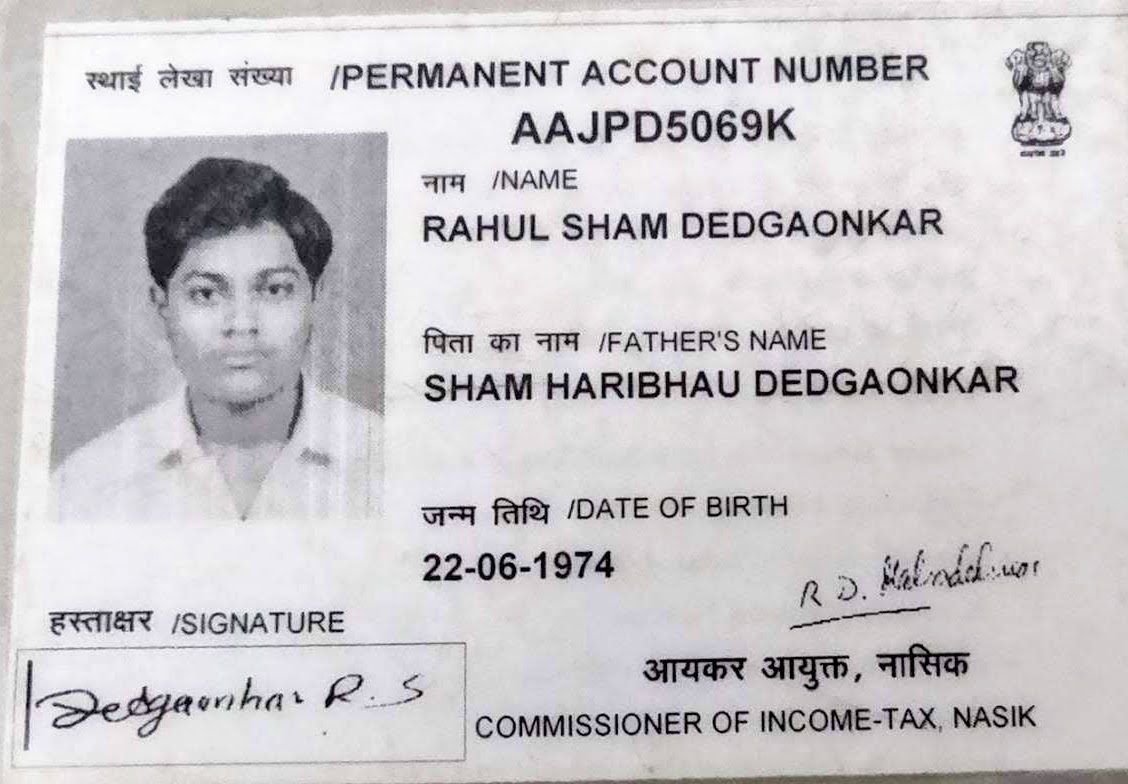 स्थाई लेखा संख्या /PERMANENT ACCOUNT NUMBER
AAJPD5069K
नाम /NAME
RAHUL SHAM DEDGAONKAR
पिता का नाम /FATHER'S NAME
SHAM HARIBHAU DEDGAONKAR
जन्म तिथि /DATE OF BIRTH
22-06-1974
R D.
हस्ताक्षर /SIGNATURE
Dedgaonkar R. S
आयकर आयुक्त, नासिक
COMMISSIONER OF INCOME-TAX, NASIK